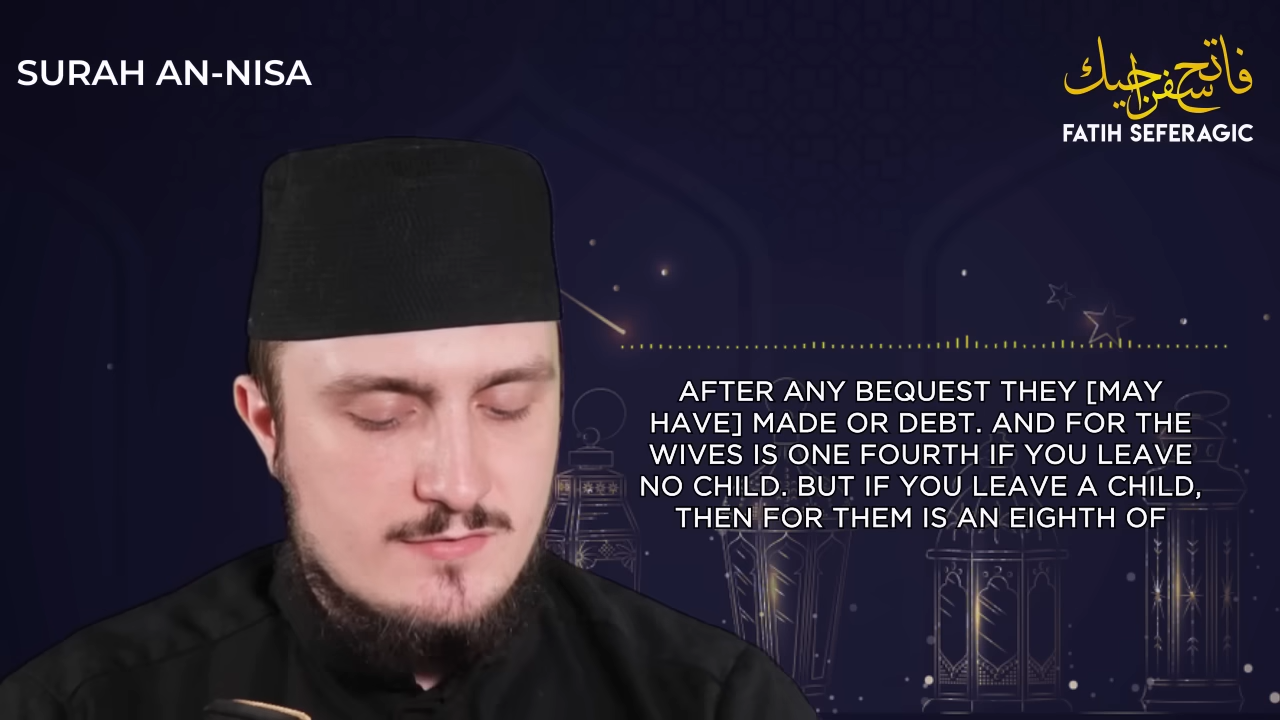 SURAH AN-NISA
فاتح سفراجيك
FATIH SEFERAGIC
AFTER ANY BEQUEST THEY [MAY
HAVE] MADE OR DEBT. AND FOR THE
WIVES IS ONE FOURTH IF YOU LEAVE
NO CHILD. BUT IF YOU LEAVE A CHILD,
THEN FOR THEM IS AN EIGHTH OF